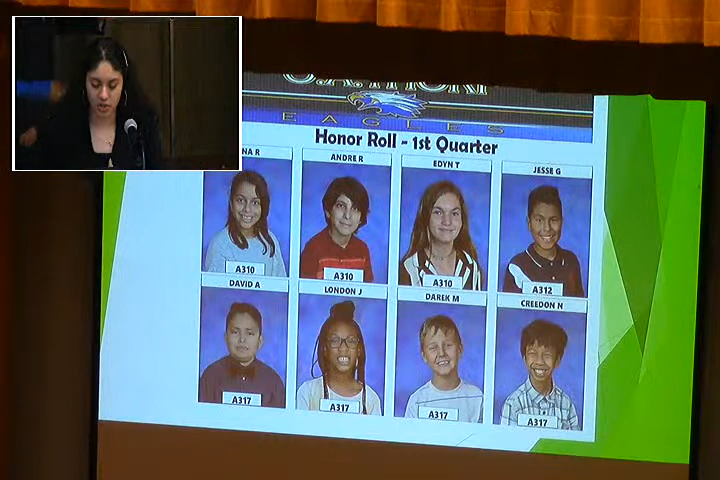 EAGLES
Honor Roll - 1st Quarter
NA R
ANDRE R
EDYN T
JESSE G
A310
A310
A310
A312
DAVID A
LONDON J
DAREK M
CREEDON N
A317
A317
A317
A317